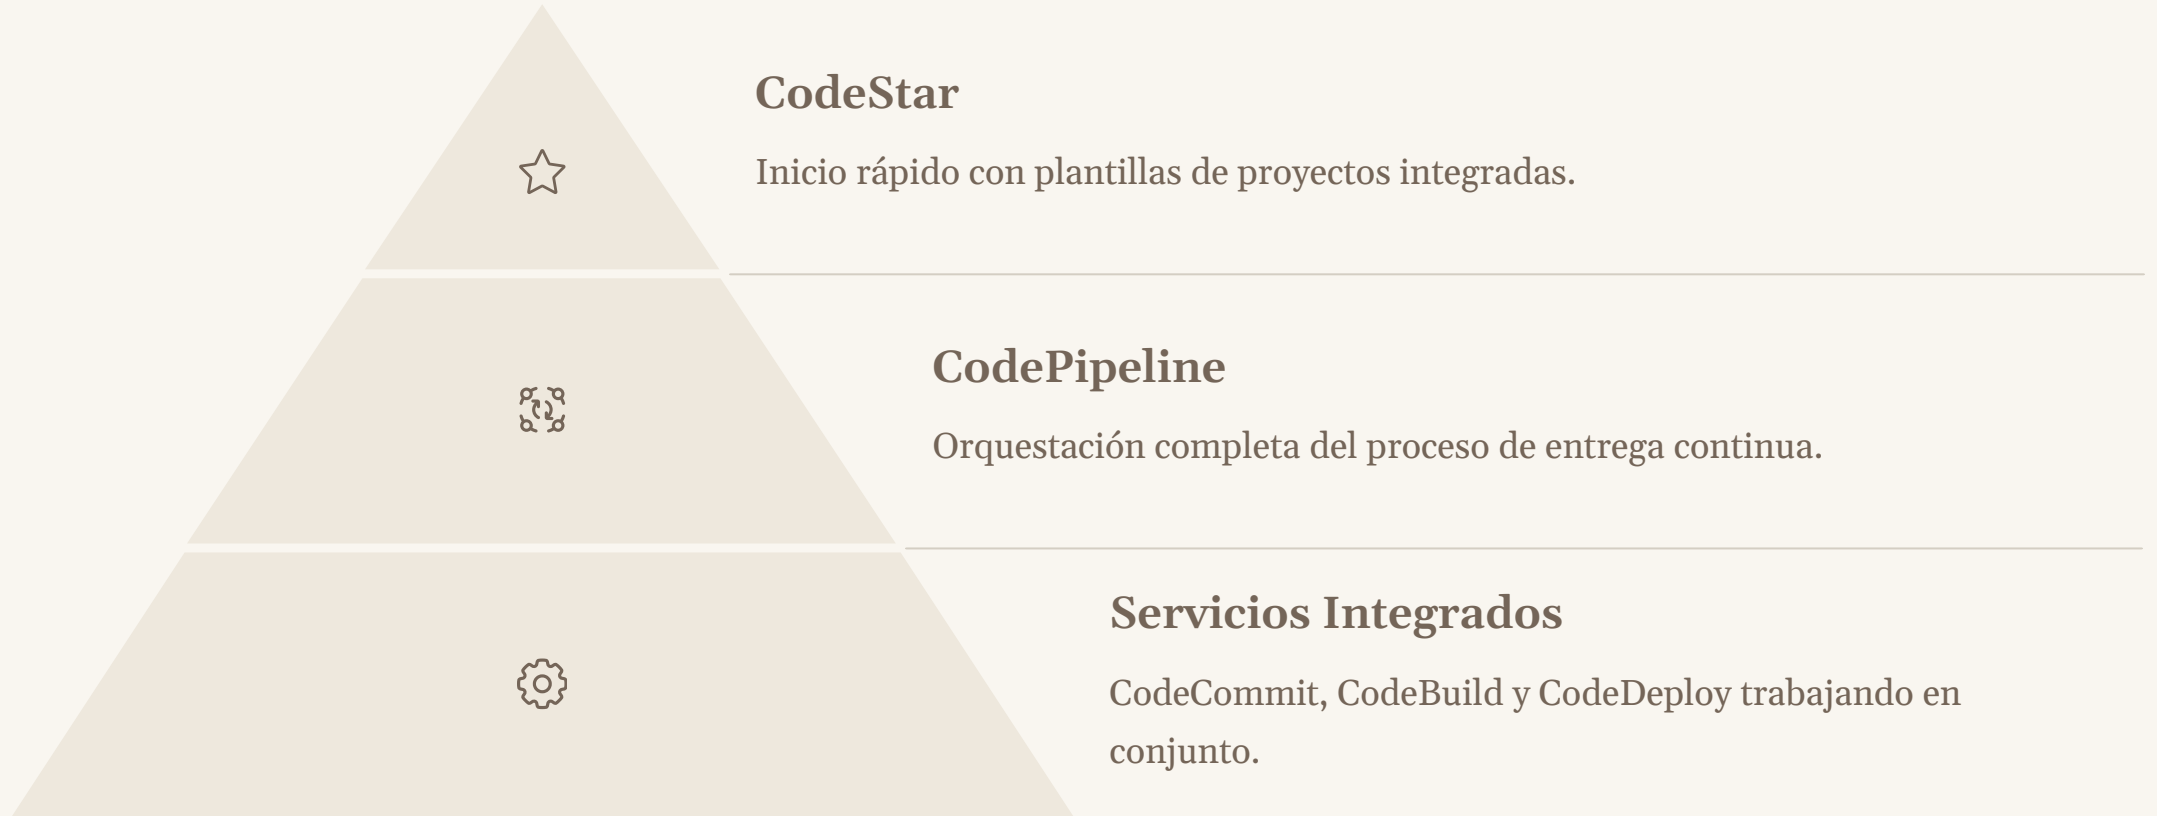 CodeStar
Inicio rápido con plantillas de proyectos integradas.
CodePipeline
Orquestación completa del proceso de entrega continua.
Servicios Integrados
CodeCommit, CodeBuild y CodeDeploy trabajando en
conjunto.